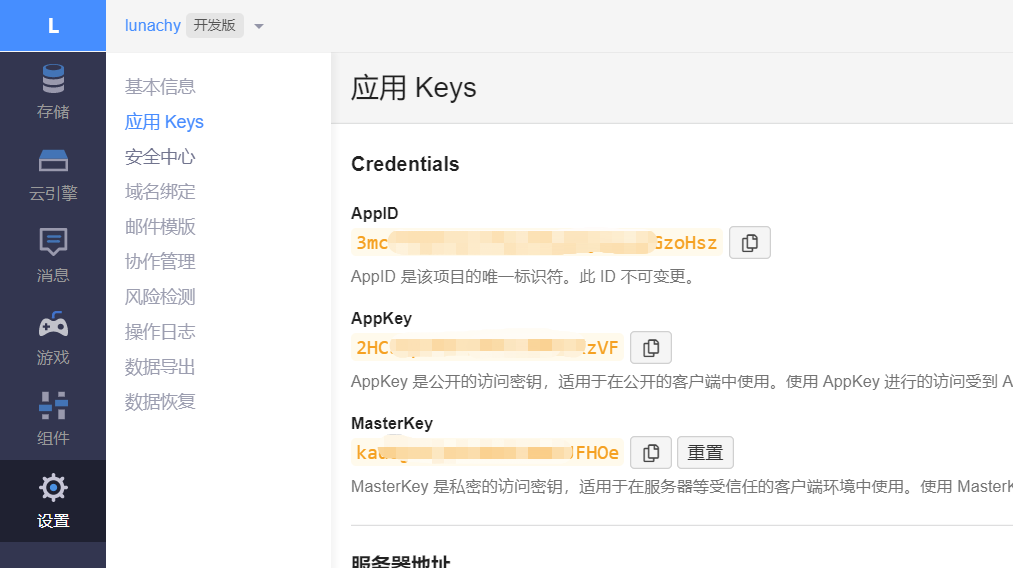 L
lunachy 开发版
存储
云引擎
消息
游戏
组件
设置
基本信息
应用 Keys
安全中心
域名绑定
邮件模版
协作管理
风险检测
操作日志
数据导出
数据恢复
应用 Keys
Credentials
AppID
3mc GzoHsz
AppID 是该项目的唯一标识符。此 ID 不可变更。
AppKey
2HC zVF
AppKey 是公开的访问密钥，适用于在公开的客户端中使用。使用 AppKey 进行的访问受到 A
MasterKey
ka FHOe
重置
MasterKey 是私密的访问密钥，适用于在服务器等受信任的客户端环境中使用。使用 MasterK
服务器地址